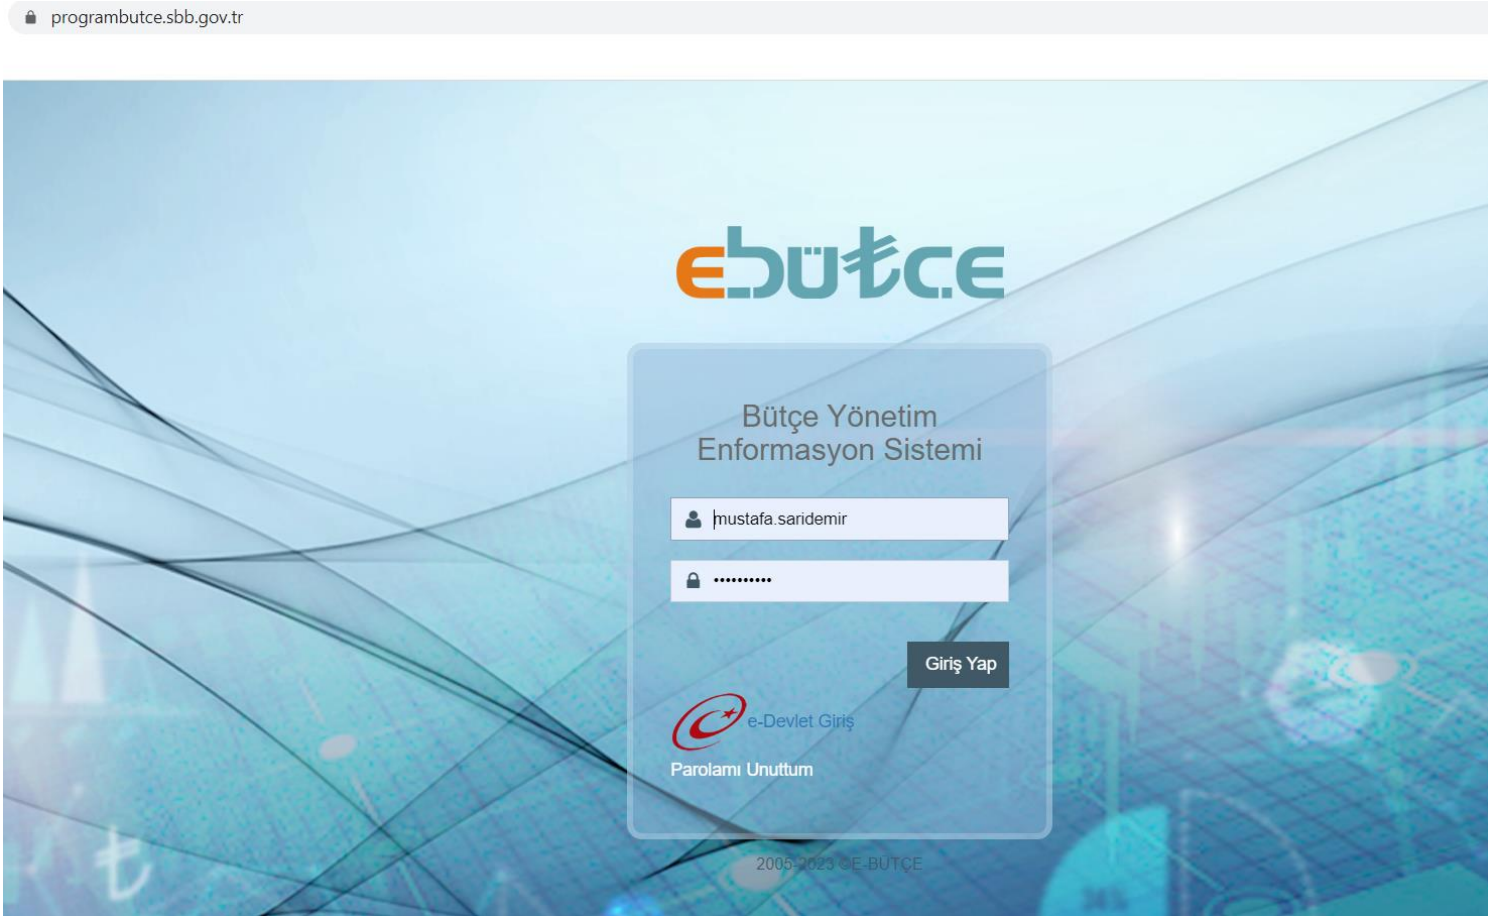 programbutce.sbb.gov.tr
ebütçe
Bütçe Yönetim
Enformasyon Sistemi
mustafa.saridemir
••••••••••
Giriş Yap
e-Devlet Giriş
Parolamı Unuttum
2005-2023 ©E-BÜTÇE